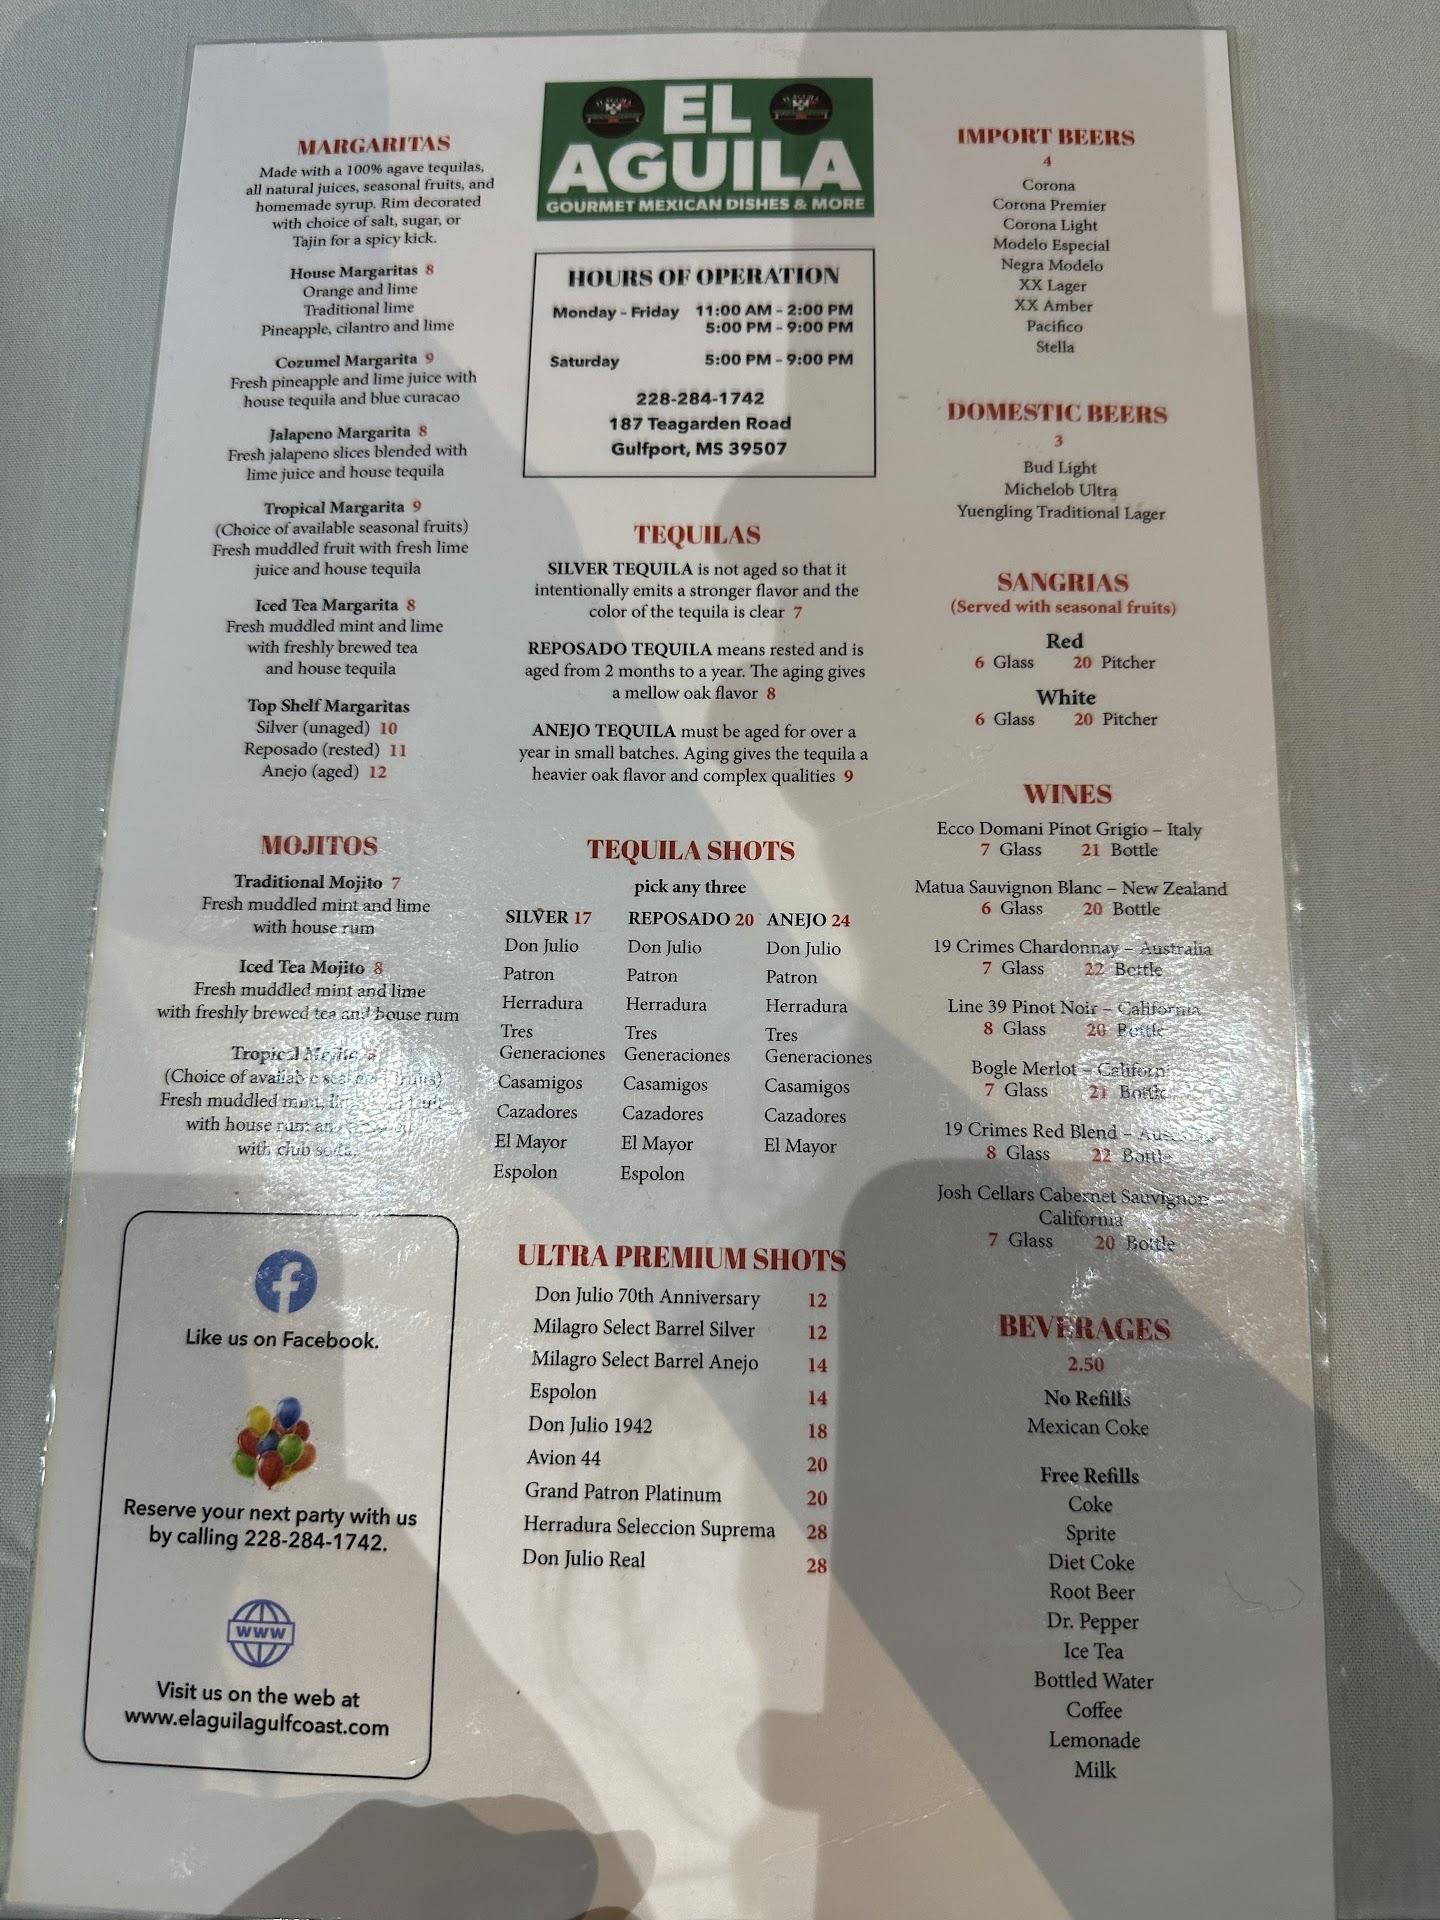 MARGARITAS
Made with a 100% agave tequilas,
all natural juices, seasonal fruits, and
homemade syrup. Rim decorated
with choice of salt, sugar, or
Tajin for a spicy kick.
House Margaritas 8
Orange and lime
Traditional lime
Pineapple, cilantro and lime
Cozumel Margarita 9
Fresh pineapple and lime juice with
house tequila and blue curacao
Jalapeno Margarita 8
Fresh jalapeno slices blended with
lime juice and house tequila
Tropical Margarita 9
(Choice of available seasonal fruits)
Fresh muddled fruit with fresh lime
juice and house tequila
Iced Tea Margarita 8
Fresh muddled mint and lime
with freshly brewed tea
and house tequila
Top Shelf Margaritas
Silver (unaged) 10
Reposado (rested) 11
Anejo (aged) 12
MOJITOS
Traditional Mojito 7
Fresh muddled mint and lime
with house rum
Iced Tea Mojito 8
Fresh muddled mint and lime
with freshly brewed tea and house rum
Tropical Mojito
(Choice of available seasonal fruits)
Fresh muddled mint,
with house rum and
with club soda.
Like us on Facebook.
Reserve your next party with us
by calling 228-284-1742.
www
Visit us on the web at
www.elaguilagulfcoast.com
EL
AGUILA
GOURMET MEXICAN DISHES & MORE
HOURS OF OPERATION
Monday – Friday 11:00 AM – 2:00 PM
5:00 PM – 9:00 PM
Saturday 5:00 PM – 9:00 PM
228-284-1742
187 Teagarden Road
Gulfport, MS 39507
TEQUILAS
SILVER TEQUILA is not aged so that it
intentionally emits a stronger flavor and the
color of the tequila is clear 7
REPOSADO TEQUILA means rested and is
aged from 2 months to a year. The aging gives
a mellow oak flavor 8
ANEJO TEQUILA must be aged for over a
year in small batches. Aging gives the tequila a
heavier oak flavor and complex qualities 9
TEQUILA SHOTS
pick any three
SILVER 17 REPOSADO 20 ANEJO 24
Don Julio Don Julio Don Julio
Patron Patron Patron
Herradura Herradura Herradura
Tres Tres Tres
Generaciones Generaciones Generaciones
Casamigos Casamigos Casamigos
Cazadores Cazadores Cazadores
El Mayor El Mayor El Mayor
Espolon Espolon
ULTRA PREMIUM SHOTS
Don Julio 70th Anniversary 12
Milagro Select Barrel Silver 12
Milagro Select Barrel Anejo 14
Espolon 14
Don Julio 1942 18
Avion 44 20
Grand Patron Platinum 20
Herradura Seleccion Suprema 28
Don Julio Real 28
IMPORT BEERS
4
Corona
Corona Premier
Corona Light
Modelo Especial
Negra Modelo
XX Lager
XX Amber
Pacifico
Stella
DOMESTIC BEERS
3
Bud Light
Michelob Ultra
Yuengling Traditional Lager
SANGRIAS
(Served with seasonal fruits)
Red
6 Glass 20 Pitcher
White
6 Glass 20 Pitcher
WINES
Ecco Domani Pinot Grigio – Italy
7 Glass 21 Bottle
Matua Sauvignon Blanc – New Zealand
6 Glass 20 Bottle
19 Crimes Chardonnay – Australia
7 Glass 22 Bottle
Line 39 Pinot Noir – California
8 Glass 20 Bottle
Bogle Merlot – California
7 Glass 21 Bottle
19 Crimes Red Blend – Australia
8 Glass 22 Bottle
Josh Cellars Cabernet Sauvignon –
California
7 Glass 20 Bottle
BEVERAGES
2.50
No Refills
Mexican Coke
Free Refills
Coke
Sprite
Diet Coke
Root Beer
Dr. Pepper
Ice Tea
Bottled Water
Coffee
Lemonade
Milk